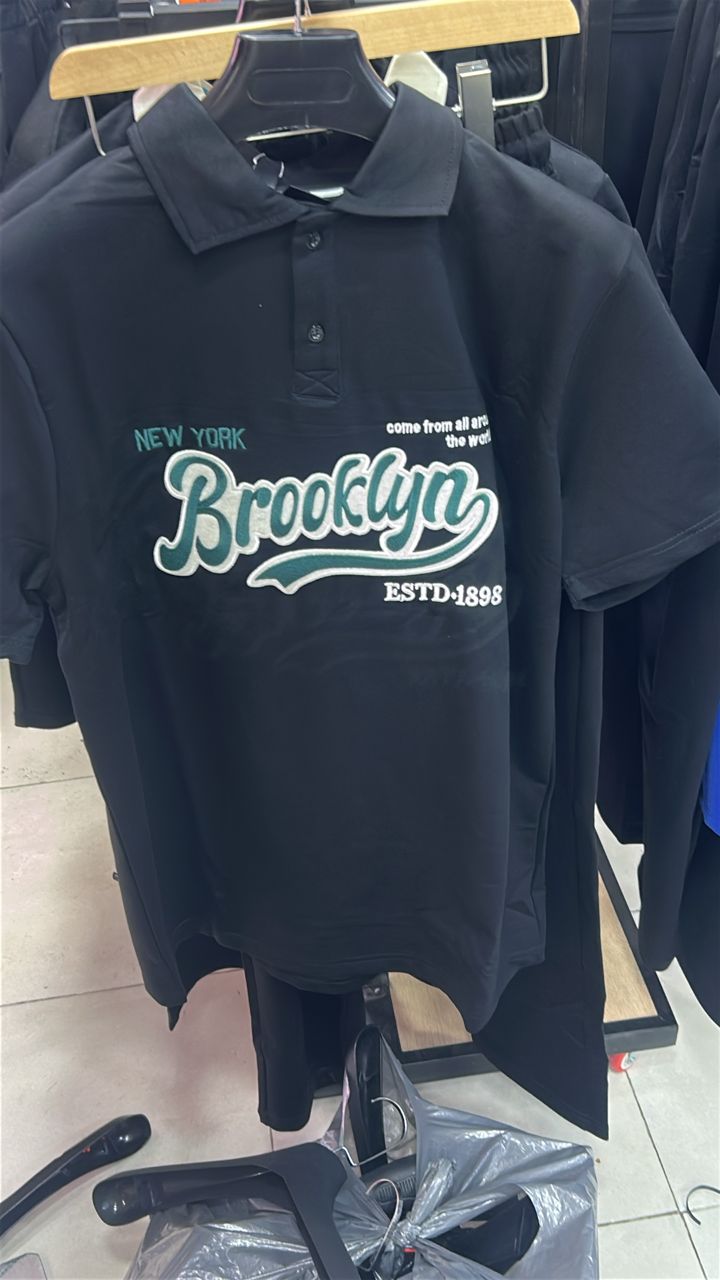 NEW YORK
come from all
the
Brooklyn
ESTD·1898